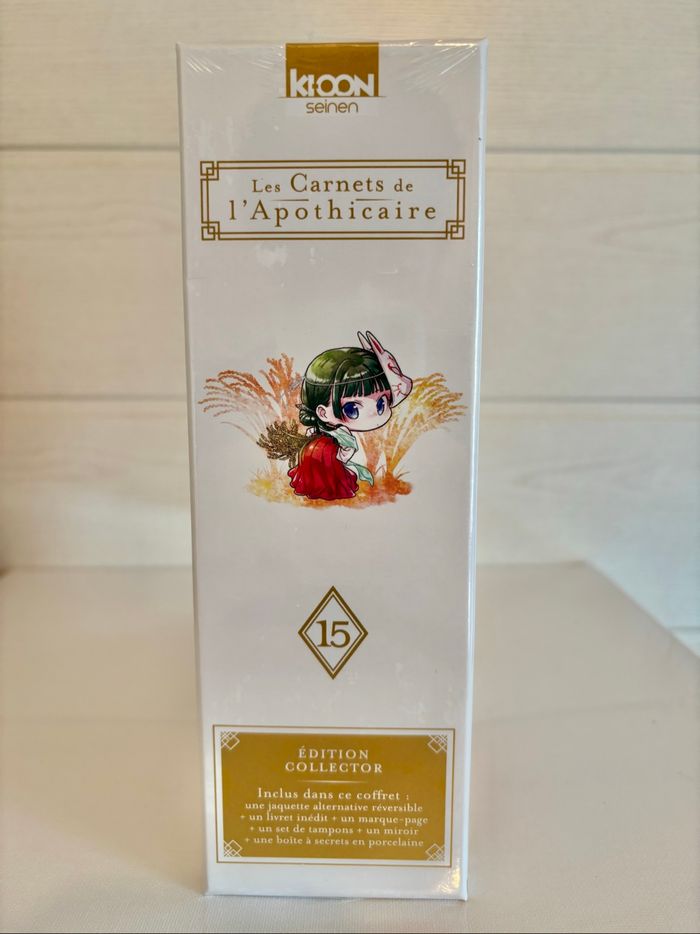 KI-OON
seinen
Les Carnets de
l'Apothicaire
15
ÉDITION
COLLECTOR
Inclus dans ce coffret :
une jaquette alternative réversible
+ un livret inédit + un marque-page
+ un set de tampons + un miroir
+ une boîte à secrets en porcelaine